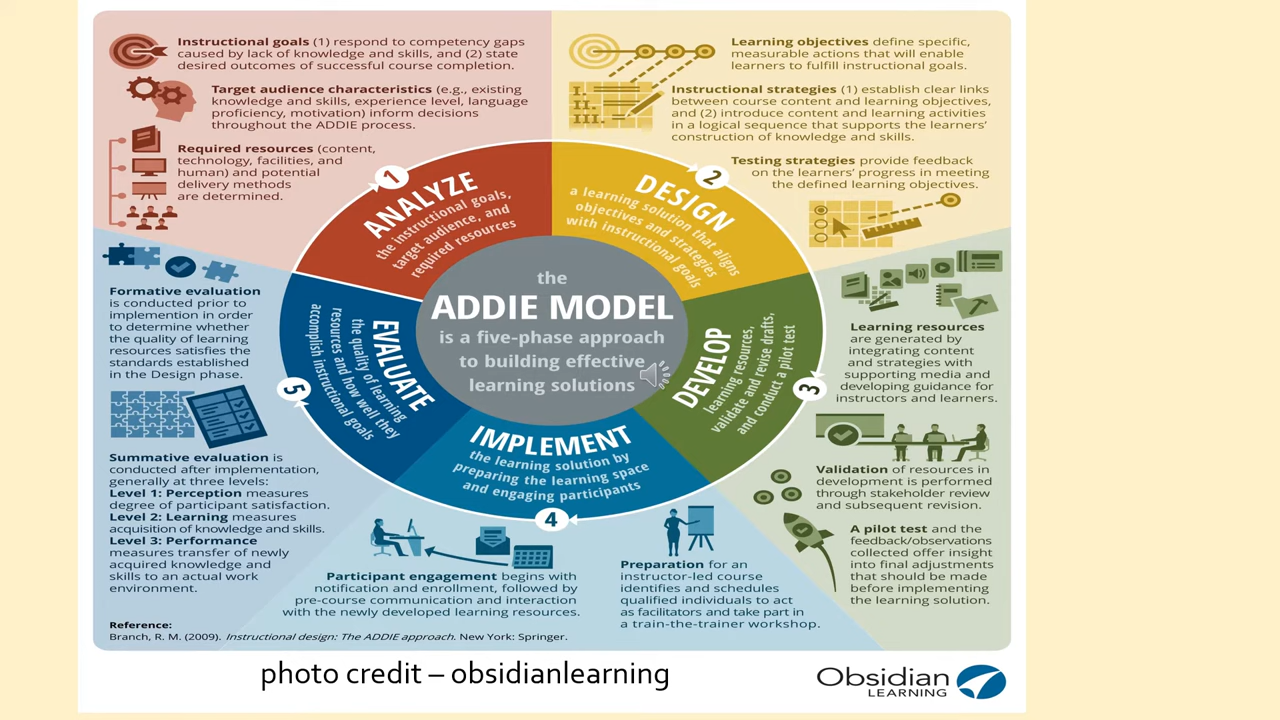 Instructional goals (1) respond to competency gaps
caused by lack of knowledge and skills, and (2) state
desired outcomes of successful course completion.
Target audience characteristics (e.g., existing
knowledge and skills, experience level, language
proficiency, motivation) inform decisions
throughout the ADDIE process.
Required resources (content,
technology, facilities, and
human) and potential
delivery methods
are determined.
Learning objectives define specific,
measurable actions that will enable
learners to fulfill instructional goals.
I.
II.
III.
Instructional strategies (1) establish clear links
between course content and learning objectives,
and (2) introduce content and learning activities
in a logical sequence that supports the learners'
construction of knowledge and skills.
Testing strategies provide feedback
on the learners' progress in meeting
the defined learning objectives.
1
ANALYZE
the instructional goals,
target audience, and
required resources
2
DESIGN
a learning solution that aligns
objectives and strategies
with instructional goals
the
ADDIE MODEL
is a five-phase approach
to building effective
learning solutions
3
DEVELOP
learning resources,
validate and revise drafts,
and conduct a pilot test
Learning resources
are generated by
integrating content
and strategies with
supporting media and
developing guidance for
instructors and learners.
Validation of resources in
development is performed
through stakeholder review
and subsequent revision.
A pilot test and the
feedback/observations
collected offer insight
into final adjustments
that should be made
before implementing
the learning solution.
4
IMPLEMENT
the learning solution by
preparing the learning space
and engaging participants
Participant engagement begins with
notification and enrollment, followed by
pre-course communication and interaction
with the newly developed learning resources.
Preparation for an
instructor-led course
identifies and schedules
qualified individuals to act
as facilitators and take part in
a train-the-trainer workshop.
5
EVALUATE
the quality of learning
resources and how well they
accomplish instructional goals
Formative evaluation
is conducted prior to
implemention in order
to determine whether
the quality of learning
resources satisfies the
standards established
in the Design phase.
Summative evaluation is
conducted after implementation,
generally at three levels:
Level 1: Perception measures
degree of participant satisfaction.
Level 2: Learning measures
acquisition of knowledge and skills.
Level 3: Performance
measures transfer of newly
acquired knowledge and
skills to an actual work
environment.
Reference:
Branch, R. M. (2009). Instructional design: The ADDIE approach. New York: Springer.
photo credit – obsidianlearning
Obsidian
LEARNING